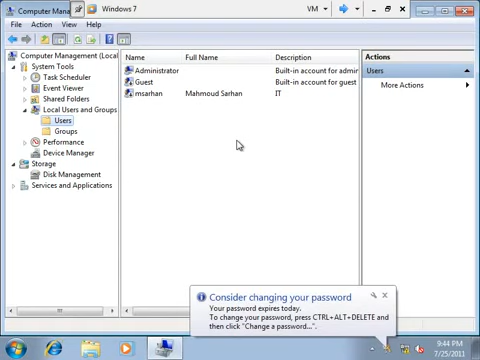 Computer Mana
Windows 7
VM
File Action View Help
Computer Management (Local
System Tools
Task Scheduler
Event Viewer
Shared Folders
Local Users and Groups
Users
Groups
Performance
Device Manager
Storage
Disk Management
Services and Applications
Name Full Name Description
Administrator Built-in account for admir
Guest Built-in account for guest
msarhan Mahmoud Sarhan IT
Actions
Users
More Actions
Consider changing your password
Your password expires today.
To change your password, press CTRL+ALT+DELETE and
then click "Change a password...".
9:44 PM
7/25/2011